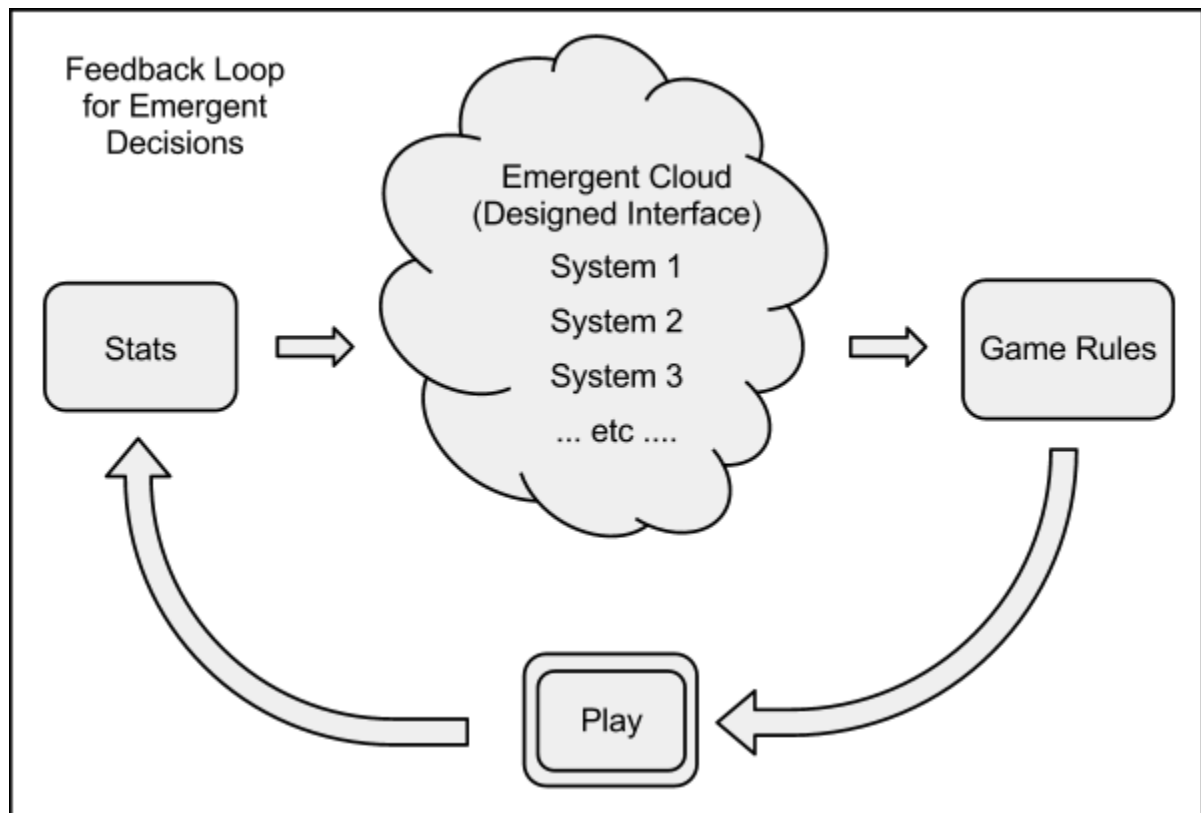 Feedback Loop
for Emergent
Decisions
Emergent Cloud
(Designed Interface)
System 1
System 2
System 3
... etc ....
Stats
Game Rules
Play